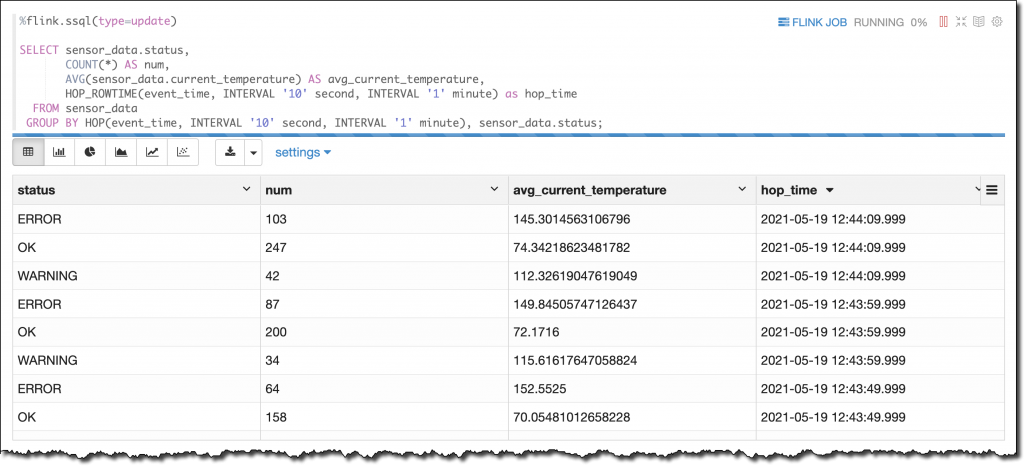 %flink.ssql(type=update)
FLINK JOB RUNNING 0%
SELECT sensor_data.status,
COUNT(*) AS num,
AVG(sensor_data.current_temperature) AS avg_current_temperature,
HOP_ROWTIME(event_time, INTERVAL '10' second, INTERVAL '1' minute) as hop_time
FROM sensor_data
GROUP BY HOP(event_time, INTERVAL '10' second, INTERVAL '1' minute), sensor_data.status;
settings
status num avg_current_temperature hop_time
ERROR 103 145.3014563106796 2021-05-19 12:44:09.999
OK 247 74.34218623481782 2021-05-19 12:44:09.999
WARNING 42 112.32619047619049 2021-05-19 12:44:09.999
ERROR 87 149.84505747126437 2021-05-19 12:43:59.999
OK 200 72.1716 2021-05-19 12:43:59.999
WARNING 34 115.61617647058824 2021-05-19 12:43:59.999
ERROR 64 152.5525 2021-05-19 12:43:49.999
OK 158 70.05481012658228 2021-05-19 12:43:49.999